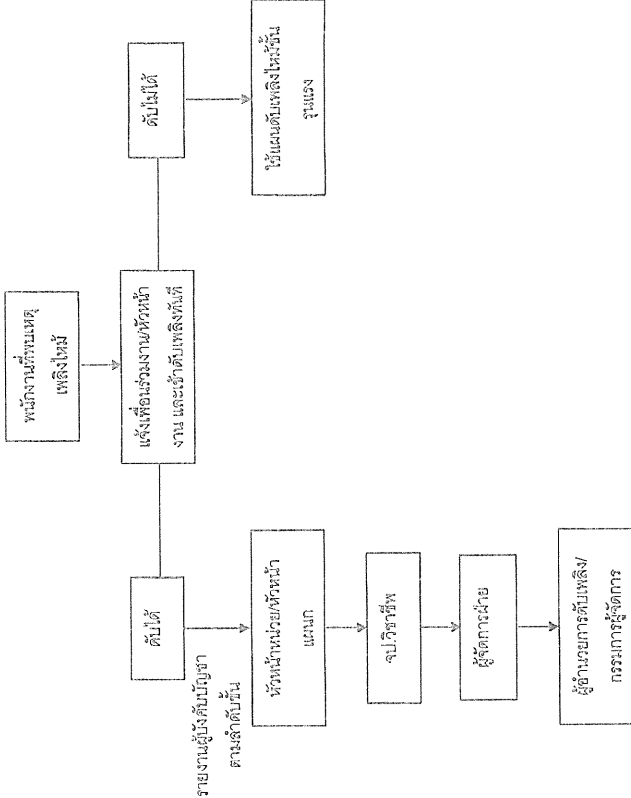 พนักงานที่พบเหตุ
เพลิงไหม้
แจ้งเพื่อนร่วมงาน/หัวหน้า
งาน และเข้าดับเพลิงทันที
ดับได้
ดับไม่ได้
รายงานผู้บังคับบัญชา
ตามลำดับชั้น
หัวหน้าหน่วย/หัวหน้า
แผนก
ใช้แผนดับเพลิงไหม้ขั้น
รุนแรง
จป.วิชาชีพ
ผู้จัดการฝ่าย
ผู้อำนวยการดับเพลิง/
กรรมการผู้จัดการ